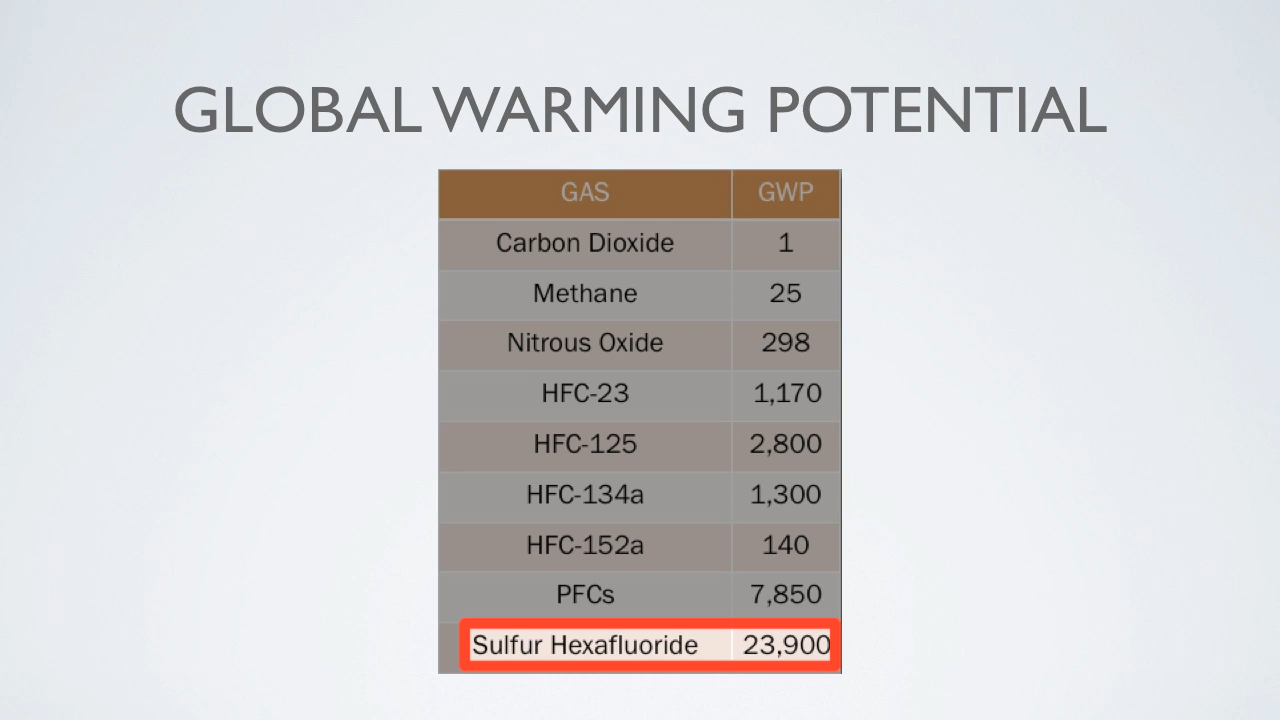 GLOBAL WARMING POTENTIAL
GAS GWP
Carbon Dioxide 1
Methane 25
Nitrous Oxide 298
HFC-23 1,170
HFC-125 2,800
HFC-134a 1,300
HFC-152a 140
PFCs 7,850
Sulfur Hexafluoride 23,900